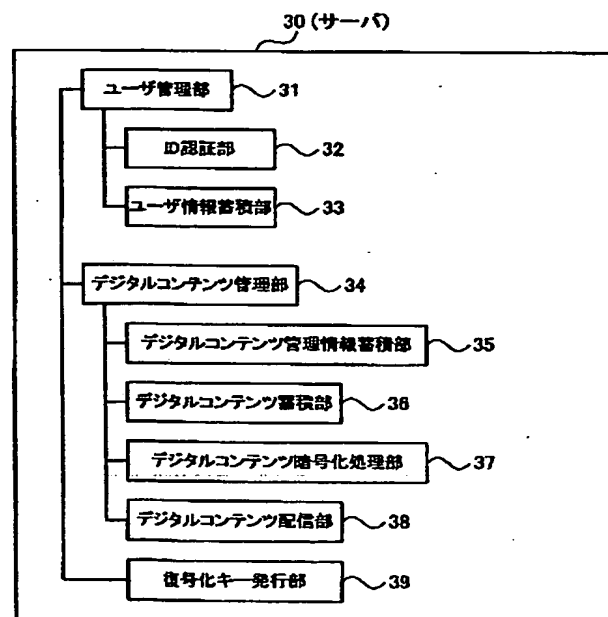 30(サーバ)
ユーザ管理部 31
ID認証部 32
ユーザ情報蓄積部 33
デジタルコンテンツ管理部 34
デジタルコンテンツ管理情報蓄積部 35
デジタルコンテンツ蓄積部 36
デジタルコンテンツ暗号化処理部 37
デジタルコンテンツ配信部 38
復号化キー発行部 39